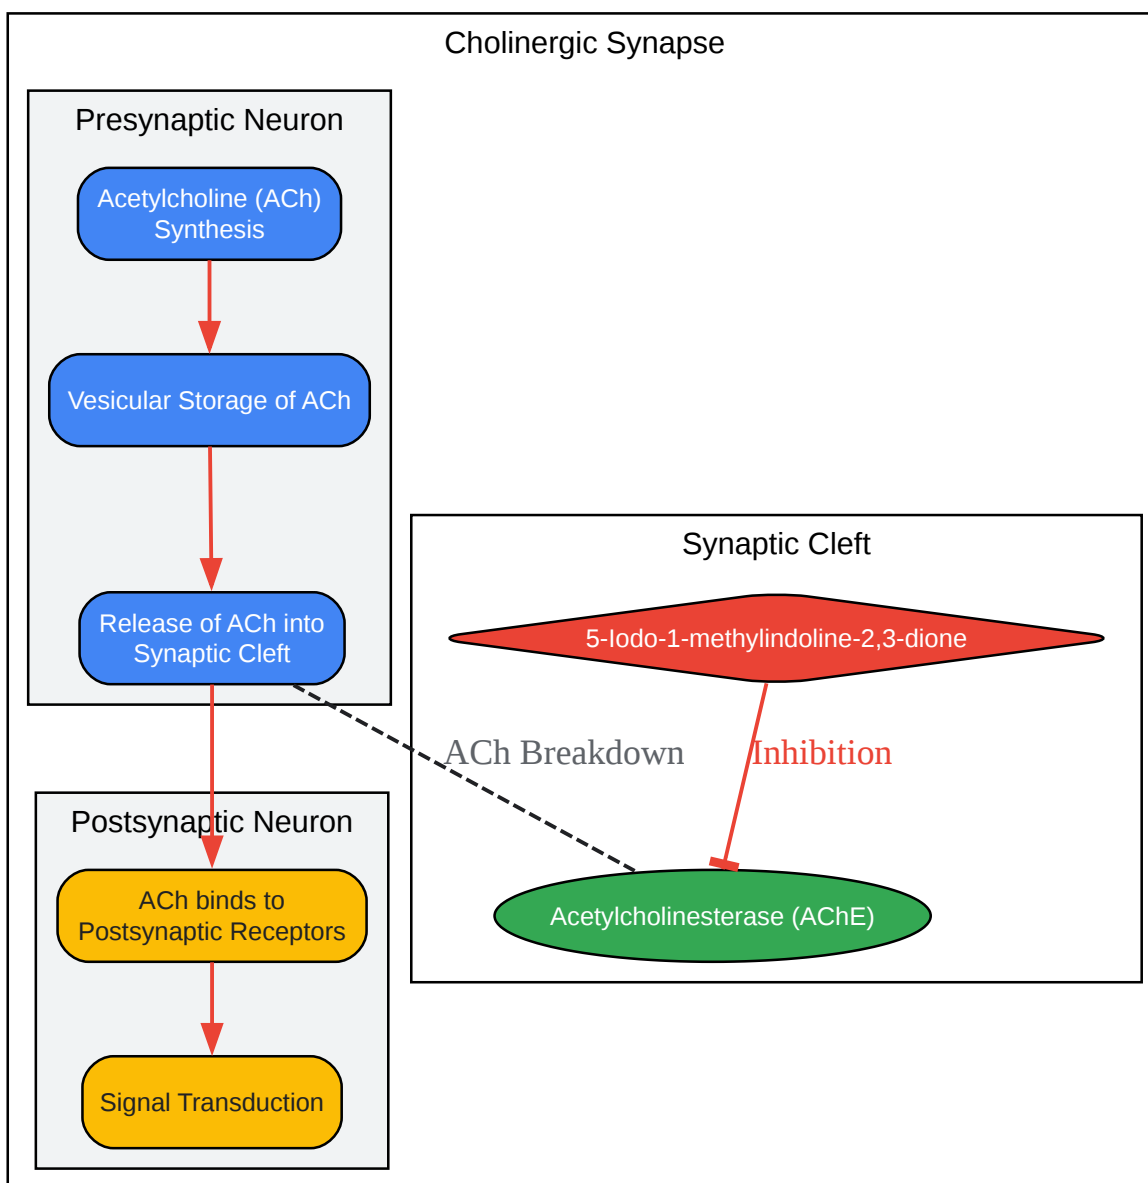 Cholinergic Synapse
Presynaptic Neuron
Acetylcholine (ACh)
Synthesis
Vesicular Storage of ACh
Release of ACh into
Synaptic Cleft
Synaptic Cleft
5-Iodo-1-methylindoline-2,3-dione
ACh Breakdown
Inhibition
Acetylcholinesterase (AChE)
Postsynaptic Neuron
ACh binds to
Postsynaptic Receptors
Signal Transduction